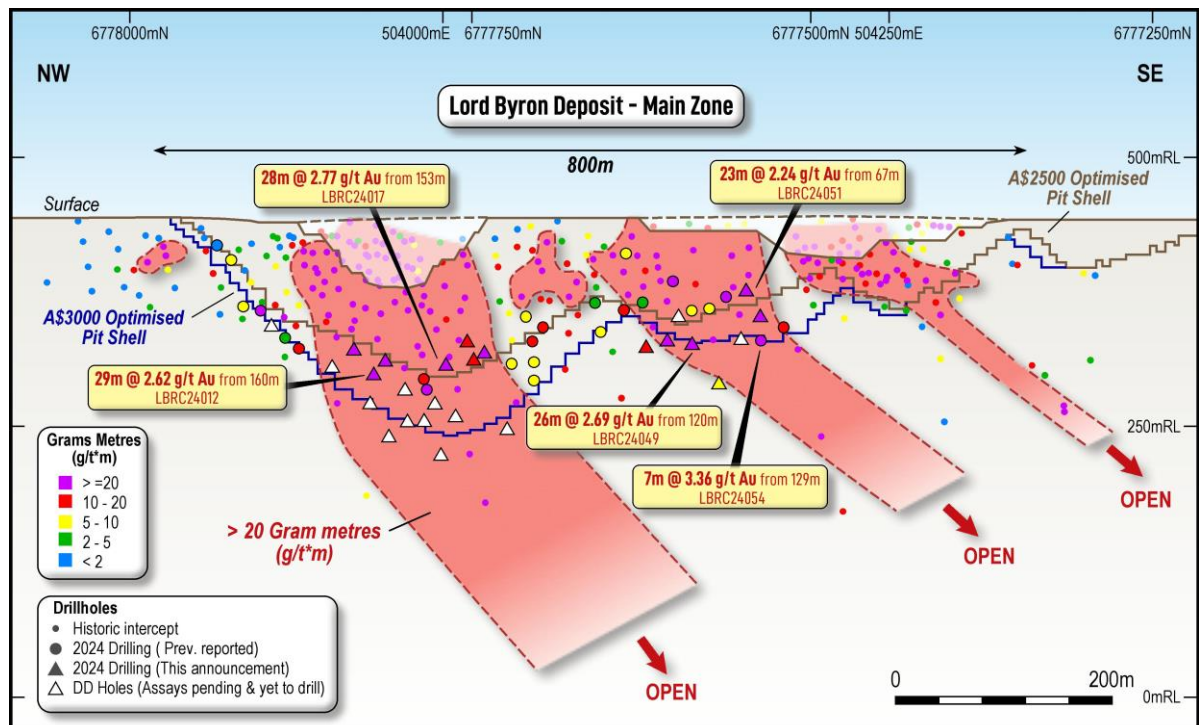 6778000mN
504000mE
6777750mN
6777500mN
504250mE
6777250mN
NW
SE
Lord Byron Deposit - Main Zone
800m
500mRL
28m @ 2.77 g/t Au from 153m
LBRC24017
23m @ 2.24 g/t Au from 67m
LBRC24051
A$2500 Optimised
Pit Shell
Surface
A$3000 Optimised
Pit Shell
29m @ 2.62 g/t Au from 160m
LBRC24012
26m @ 2.69 g/t Au from 120m
LBRC24049
250mRL
7m @ 3.36 g/t Au from 129m
LBRC24054
Grams Metres
(g/t*m)
> =20
10 - 20
5 - 10
2 - 5
< 2
> 20 Gram metres
(g/t*m)
OPEN
OPEN
OPEN
Drillholes
Historic intercept
2024 Drilling ( Prev. reported)
2024 Drilling (This announcement)
DD Holes (Assays pending & yet to drill)
0
200m
0mRL